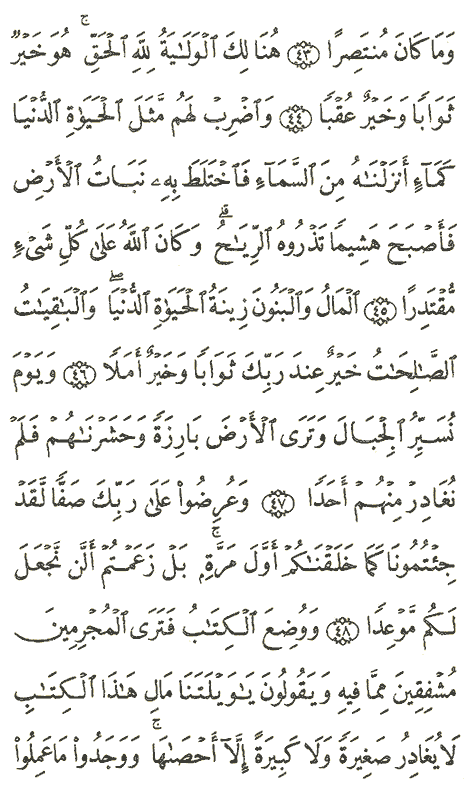 وَمَا كَانَ مُنتَصِرًا ٤٣ هُنَالِكَ ٱلْوَلَٰيَةُ لِلَّهِ ٱلْحَقِّ ۚ هُوَ خَيْرٌ
ثَوَابًا وَخَيْرٌ عُقْبًا ٤٤ وَٱضْرِبْ لَهُم مَّثَلَ ٱلْحَيَوٰةِ ٱلدُّنْيَا
كَمَآءٍ أَنزَلْنَٰهُ مِنَ ٱلسَّمَآءِ فَٱخْتَلَطَ بِهِۦ نَبَاتُ ٱلْأَرْضِ
فَأَصْبَحَ هَشِيمًا تَذْرُوهُ ٱلرِّيَٰحُ ۗ وَكَانَ ٱللَّهُ عَلَىٰ كُلِّ شَىْءٍ
مُّقْتَدِرًا ٤٥ ٱلْمَالُ وَٱلْبَنُونَ زِينَةُ ٱلْحَيَوٰةِ ٱلدُّنْيَا ۖ وَٱلْبَٰقِيَٰتُ
ٱلصَّٰلِحَٰتُ خَيْرٌ عِندَ رَبِّكَ ثَوَابًا وَخَيْرٌ أَمَلًا ٤٦ وَيَوْمَ
نُسَيِّرُ ٱلْجِبَالَ وَتَرَى ٱلْأَرْضَ بَارِزَةً وَحَشَرْنَٰهُمْ فَلَمْ
نُغَادِرْ مِنْهُمْ أَحَدًا ٤٧ وَعُرِضُوا۟ عَلَىٰ رَبِّكَ صَفًّا لَّقَدْ
جِئْتُمُونَا كَمَا خَلَقْنَٰكُمْ أَوَّلَ مَرَّةٍۭ ۚ بَلْ زَعَمْتُمْ أَلَّن نَّجْعَلَ
لَكُم مَّوْعِدًا ٤٨ وَوُضِعَ ٱلْكِتَٰبُ فَتَرَى ٱلْمُجْرِمِينَ
مُشْفِقِينَ مِمَّا فِيهِ وَيَقُولُونَ يَٰوَيْلَتَنَا مَالِ هَٰذَا ٱلْكِتَٰبِ
لَا يُغَادِرُ صَغِيرَةً وَلَا كَبِيرَةً إِلَّآ أَحْصَىٰهَا ۚ وَوَجَدُوا۟ مَا عَمِلُوا۟